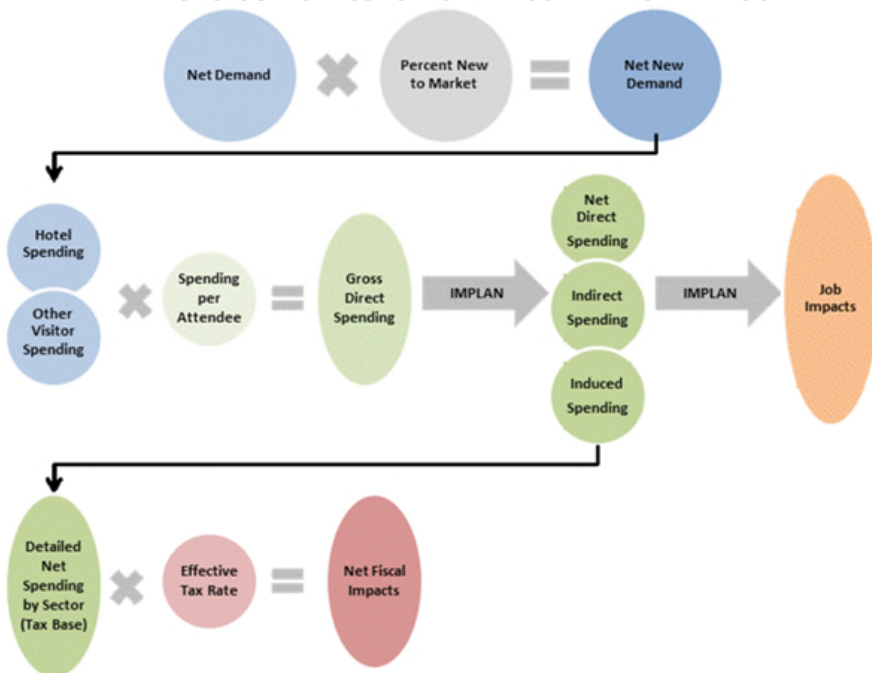 Net Demand
Percent New
to Market
Net New
Demand
Hotel
Spending
Other
Visitor
Spending
Spending
per
Attendee
Gross
Direct
Spending
IMPLAN
Net
Direct
Spending
Indirect
Spending
Induced
Spending
IMPLAN
Job
Impacts
Detailed
Net
Spending
by Sector
(Tax Base)
Effective
Tax Rate
Net Fiscal
Impacts